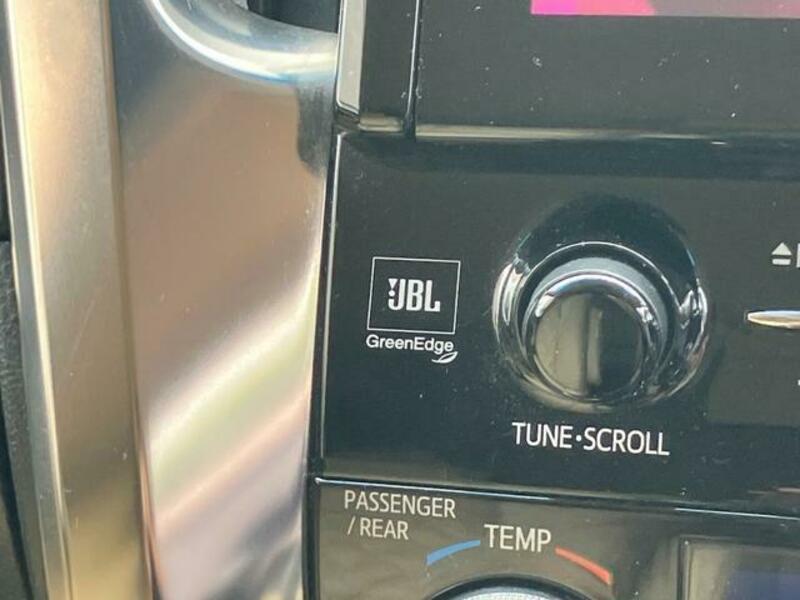 JBL
GreenEdge
TUNE·SCROLL
PASSENGER
/ REAR
TEMP